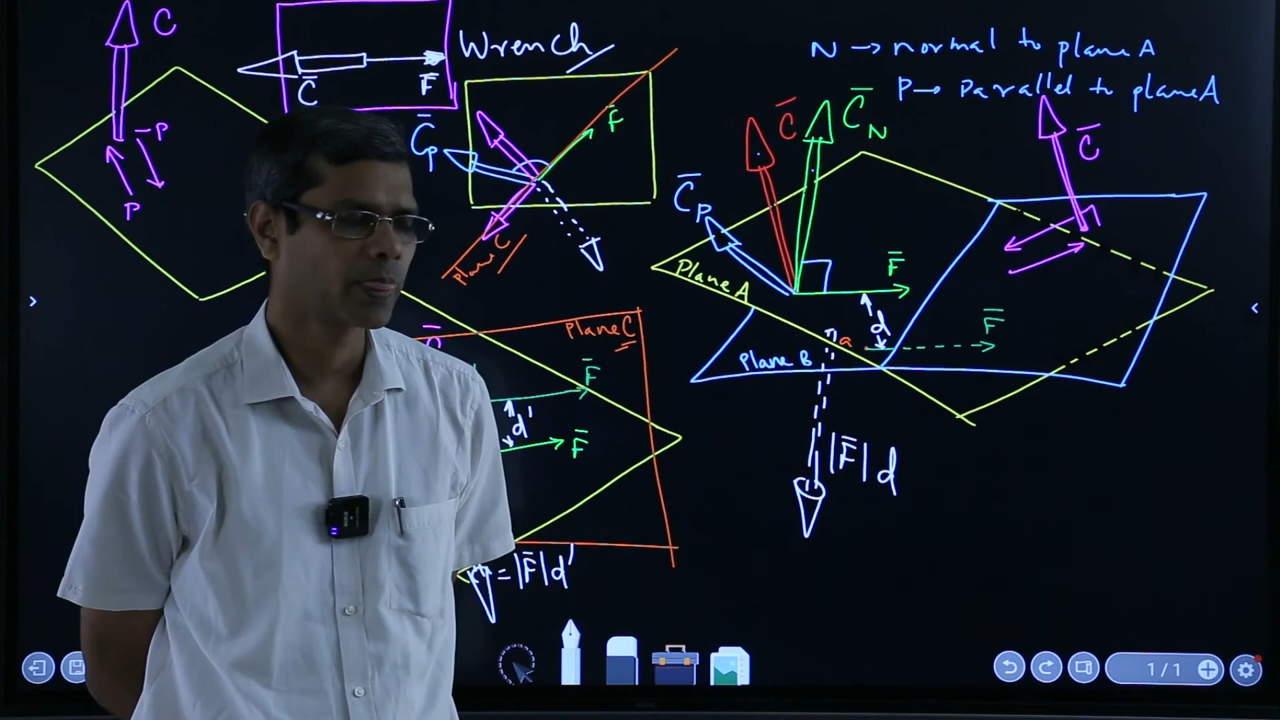 C
-P
P
C̅
F̅
Wrench
F̅
C̅p
plane C
N → normal to plane A
P → parallel to plane A
C̅
C̅N
C̅
C̅P
F̅
Plane A
d
a
F̅
Plane B
|F̅| d
plane C
F̅
d'
F̅
= |F̅| d'
1/1